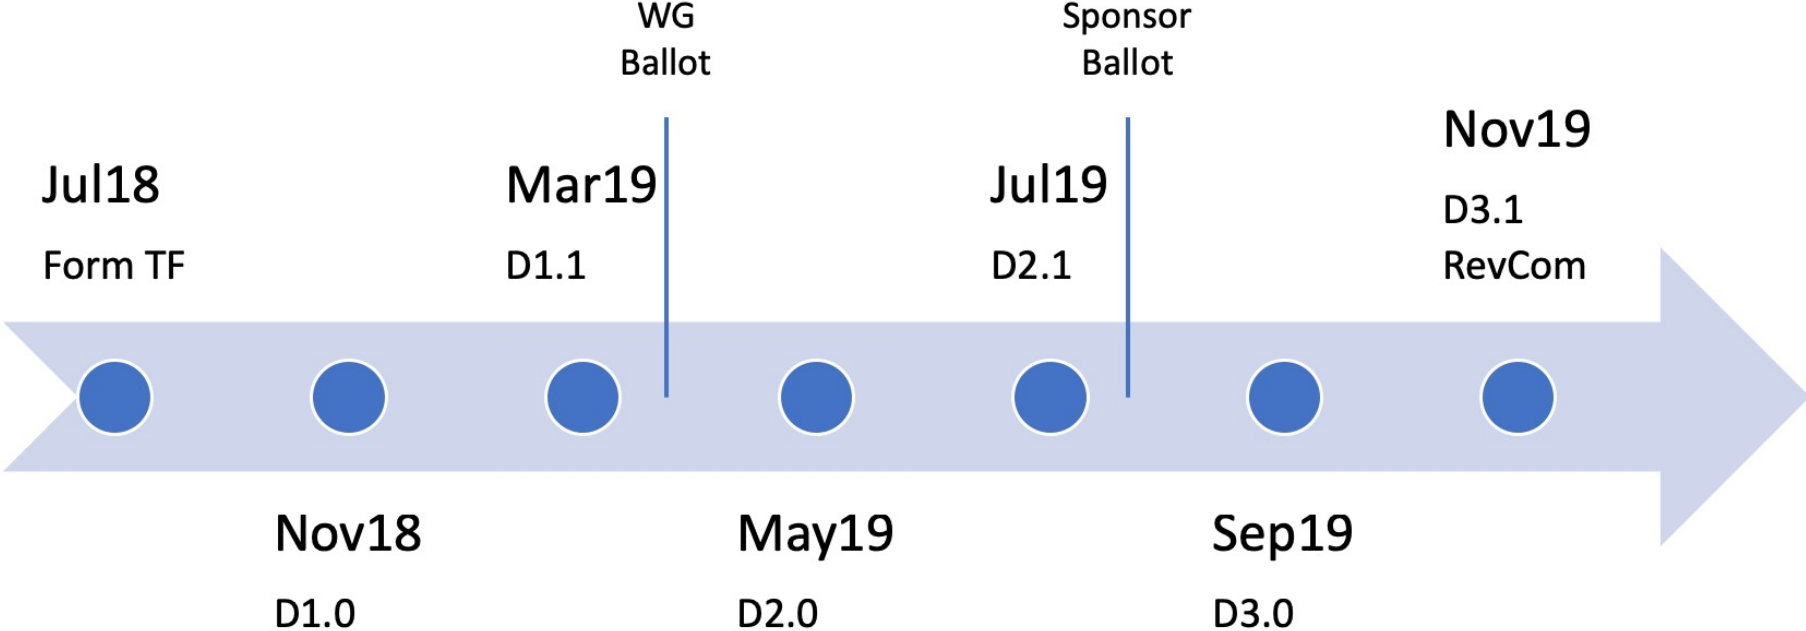 WG
Ballot
Sponsor
Ballot
Jul18
Form TF
Mar19
D1.1
Jul19
D2.1
Nov19
D3.1
RevCom
Nov18
D1.0
May19
D2.0
Sep19
D3.0